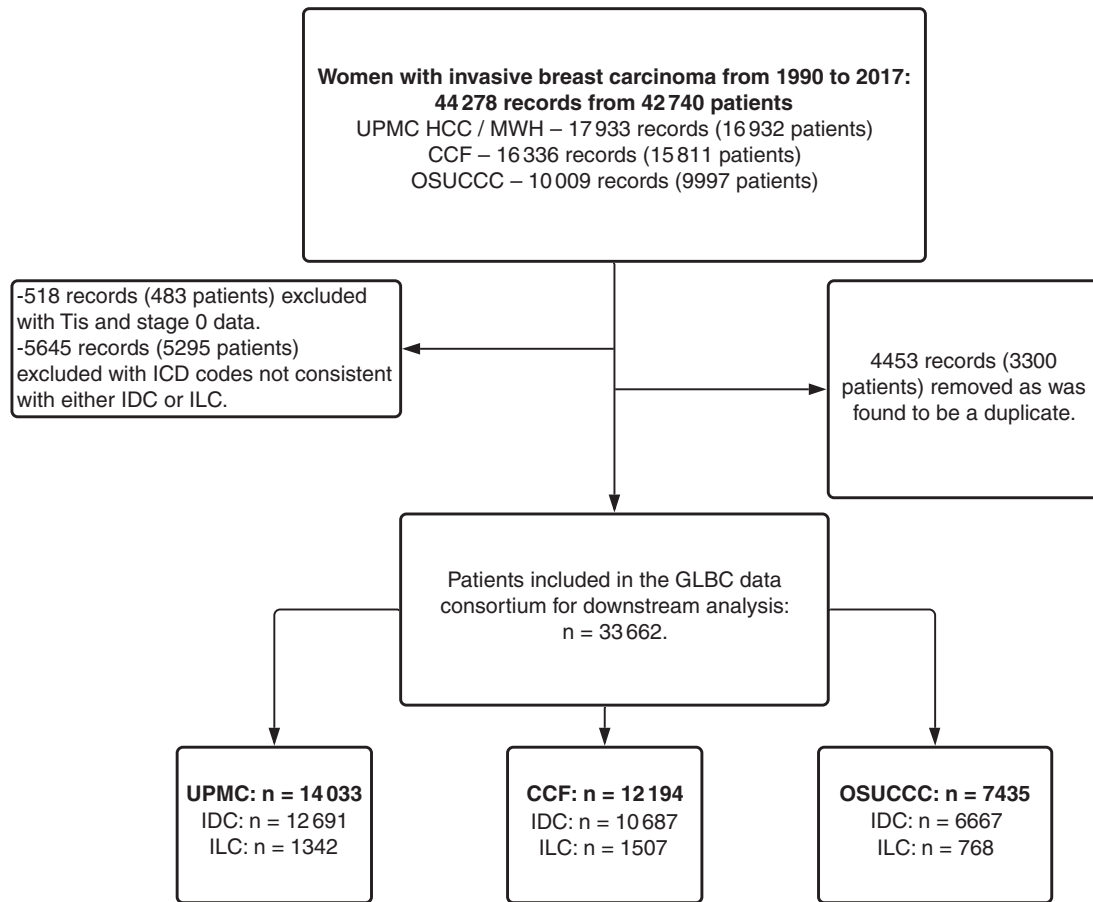 Women with invasive breast carcinoma from 1990 to 2017:
44 278 records from 42 740 patients
UPMC HCC / MWH – 17 933 records (16 932 patients)
CCF – 16 336 records (15 811 patients)
OSUCCC – 10 009 records (9997 patients)
-518 records (483 patients) excluded
with Tis and stage 0 data.
-5645 records (5295 patients)
excluded with ICD codes not consistent
with either IDC or ILC.
4453 records (3300
patients) removed as was
found to be a duplicate.
Patients included in the GLBC data
consortium for downstream analysis:
n = 33 662.
UPMC: n = 14 033
IDC: n = 12 691
ILC: n = 1342
CCF: n = 12 194
IDC: n = 10 687
ILC: n = 1507
OSUCCC: n = 7435
IDC: n = 6667
ILC: n = 768